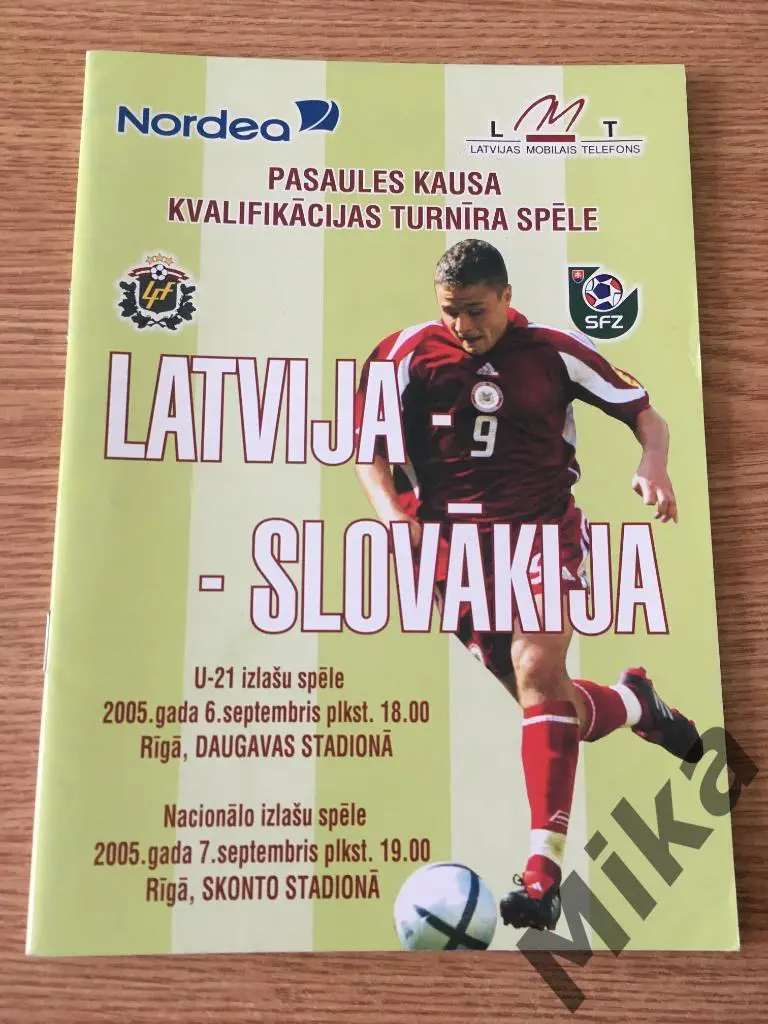 Nordea
L M T
LATVIJAS MOBILAIS TELEFONS
PASAULES KAUSA
KVALIFIKĀCIJAS TURNĪRA SPĒLE
Lff
SFZ
LATVIJA -
9
- SLOVĀKIJA
9
U-21 izlašu spēle
2005.gada 6.septembris plkst. 18.00
Rīgā, DAUGAVAS STADIONĀ
Nacionālo izlašu spēle
2005.gada 7.septembris plkst. 19.00
Rīgā, SKONTO STADIONĀ
Mika